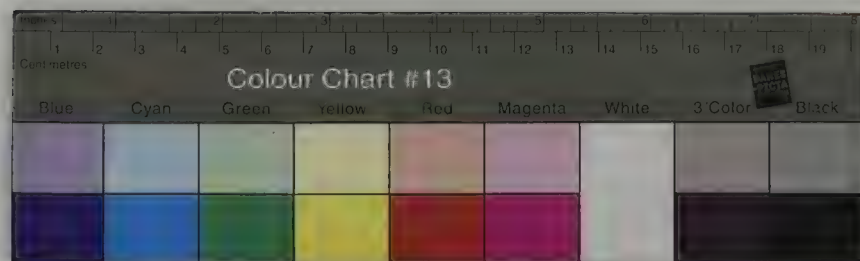 1 2 3 4 5 6 7 8
1 2 3 4 5 6 7 8 9 10 11 12 13 14 15 16 17 18 19
Centimetres
Colour Chart #13
Blue Cyan Green Yellow Red Magenta White 3/Color Black